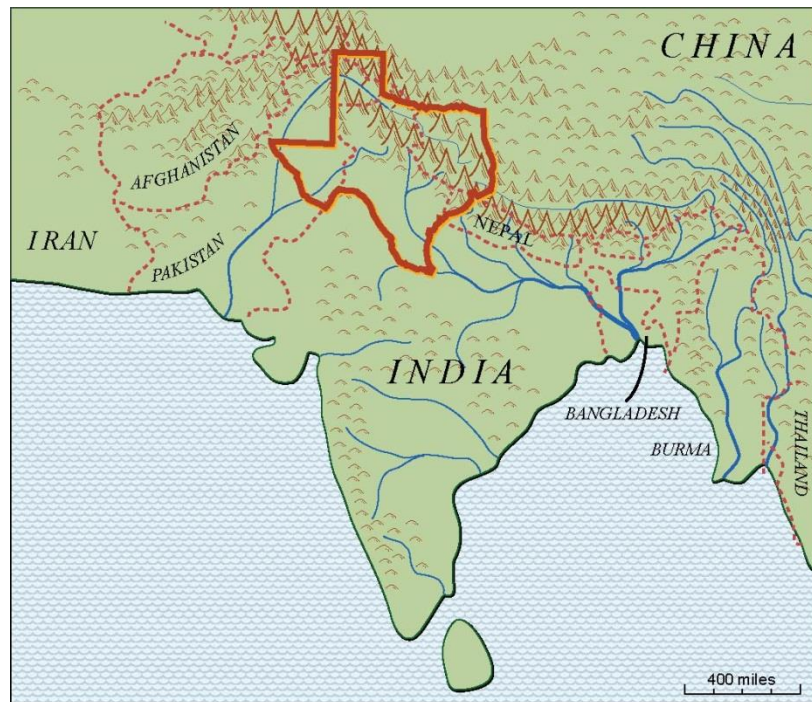 CHINA
AFGHANISTAN
IRAN
PAKISTAN
NEPAL
INDIA
BANGLADESH
BURMA
THAILAND
400 miles